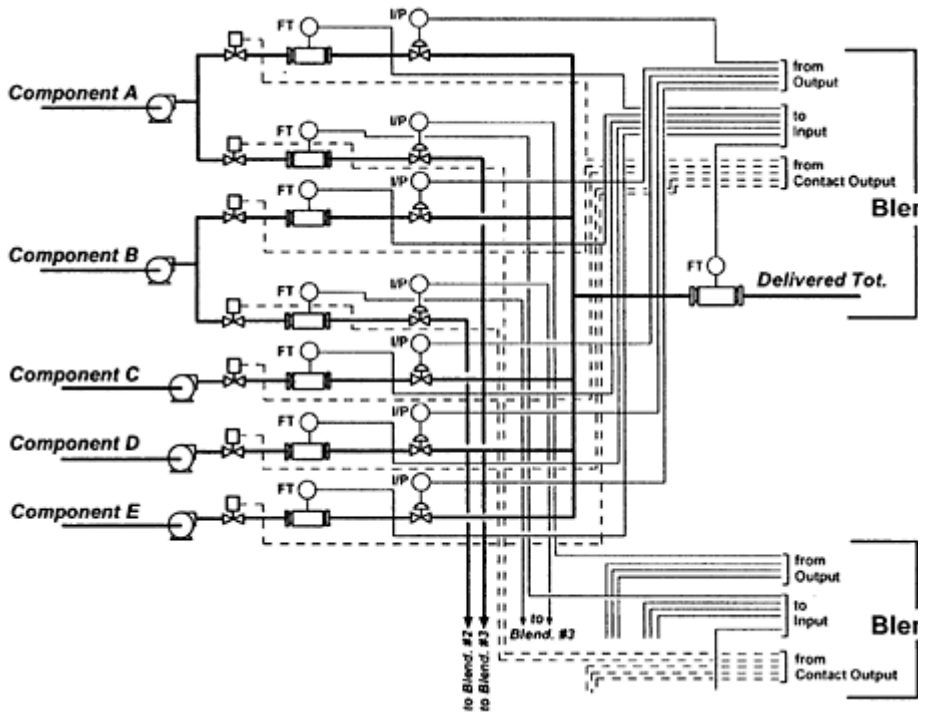 FT
I/P
Component A
FT
I/P
FT
I/P
Component B
FT
I/P
FT
I/P
Component C
FT
I/P
Component D
FT
I/P
Component E
from
Output
to
Input
from
Contact Output
Bler
FT
Delivered Tot.
from
Output
to
Input
Bler
from
Contact Output
to
Blend. #3
to Blend. #2
to Blend. #3